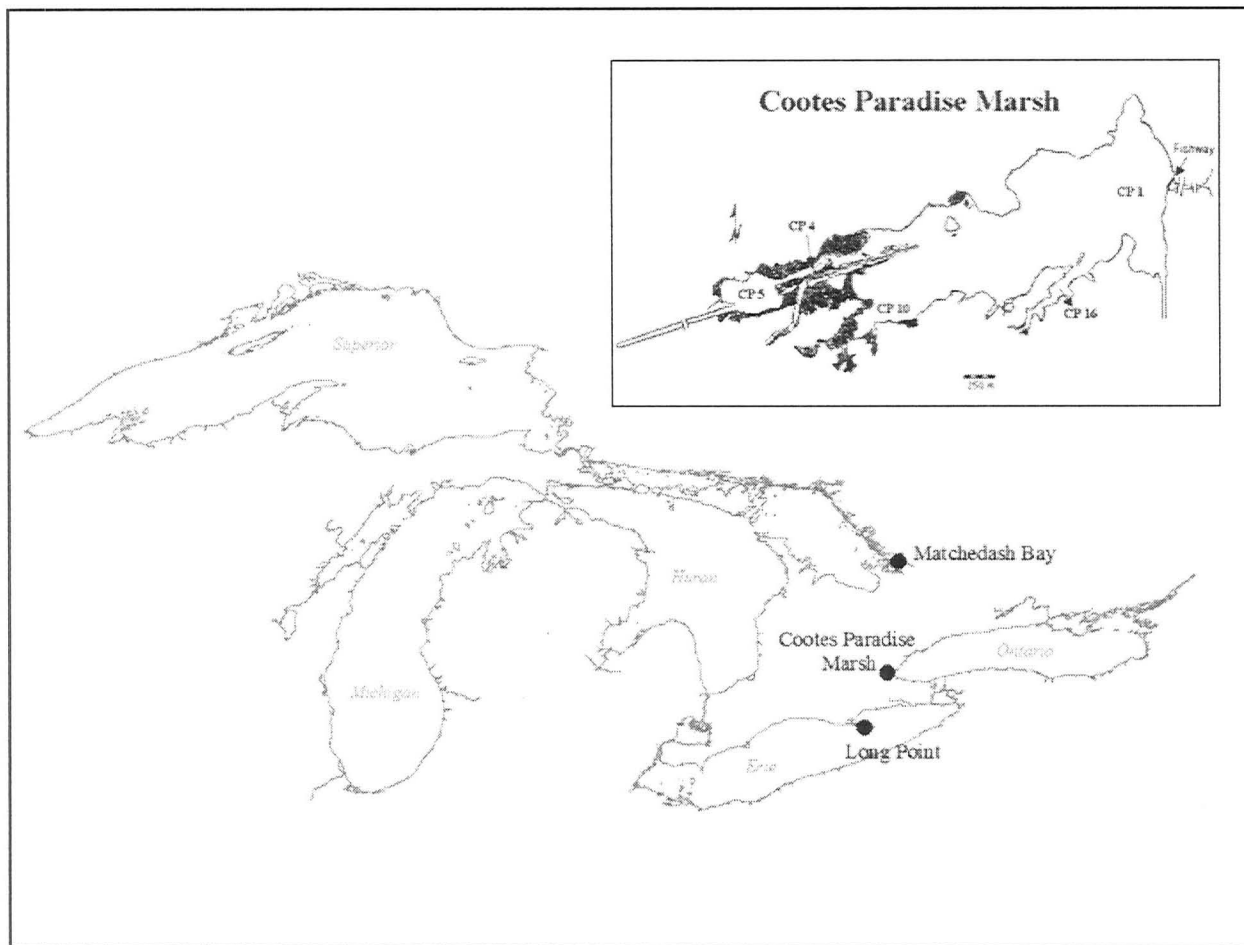 Cootes Paradise Marsh
Fishway
CP 1
CP 4
CP 5
CP 10
CP 16
250 m
Superior
Matchedash Bay
Huron
Cootes Paradise
Marsh
Ontario
Michigan
Long Point
Erie